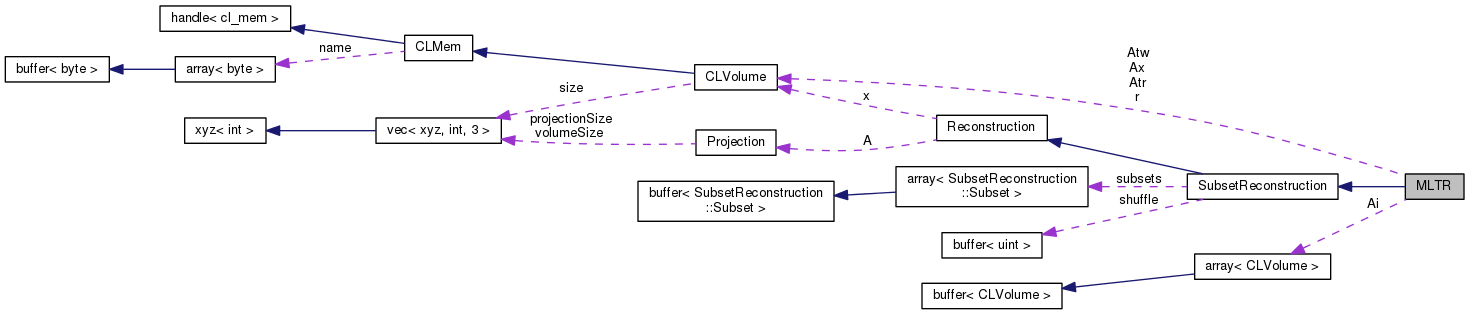 handle< cl_mem >
name
CLMem
buffer< byte >
array< byte >
CLVolume
Atw
Ax
Atr
r
size
x
xyz< int >
vec< xyz, int, 3 >
projectionSize
volumeSize
Projection
A
Reconstruction
buffer< SubsetReconstruction
::Subset >
array< SubsetReconstruction
::Subset >
subsets
shuffle
SubsetReconstruction
MLTR
Ai
buffer< uint >
array< CLVolume >
buffer< CLVolume >